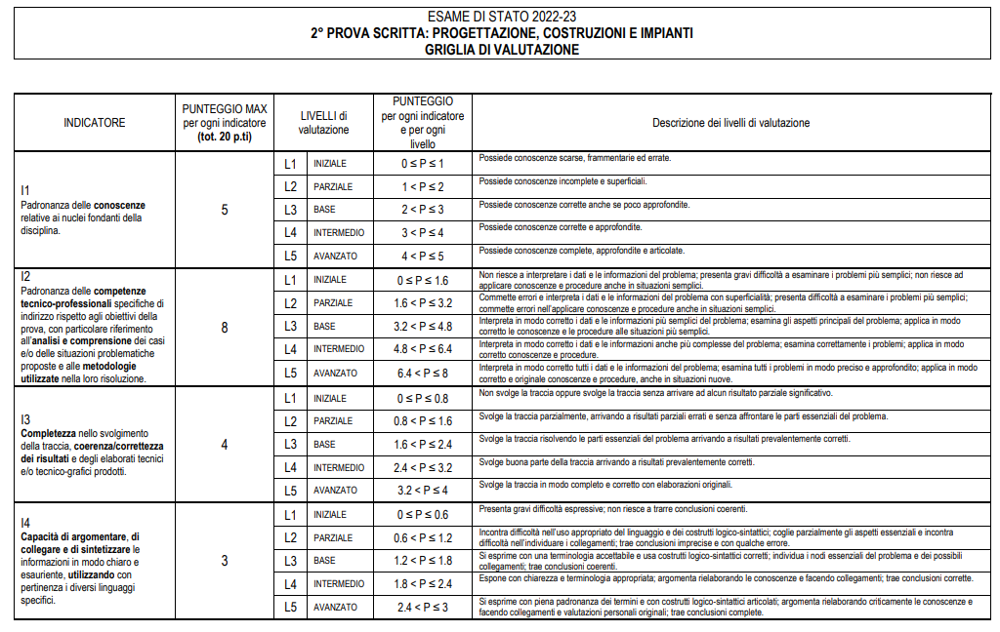 ESAME DI STATO 2022-23
2° PROVA SCRITTA: PROGETTAZIONE, COSTRUZIONI E IMPIANTI
GRIGLIA DI VALUTAZIONE
INDICATORE
PUNTEGGIO MAX
per ogni indicatore
(tot. 20 p.ti)
LIVELLI di
valutazione
PUNTEGGIO
per ogni indicatore
e per ogni
livello
Descrizione dei livelli di valutazione
I1
Padronanza delle conoscenze
relative ai nuclei fondanti della
disciplina.
5
L1 INIZIALE 0 ≤ P ≤ 1 Possiede conoscenze scarse, frammentarie ed errate.
L2 PARZIALE 1 < P ≤ 2 Possiede conoscenze incomplete e superficiali.
L3 BASE 2 < P ≤ 3 Possiede conoscenze corrette anche se poco approfondite.
L4 INTERMEDIO 3 < P ≤ 4 Possiede conoscenze corrette e approfondite.
L5 AVANZATO 4 < P ≤ 5 Possiede conoscenze complete, approfondite e articolate.
I2
Padronanza delle competenze
tecnico-professionali specifiche di
indirizzo rispetto agli obiettivi della
prova, con particolare riferimento
all'analisi e comprensione dei casi
e/o delle situazioni problematiche
proposte e alle metodologie
utilizzate nella loro risoluzione.
8
L1 INIZIALE 0 ≤ P ≤ 1.6 Non riesce a interpretare i dati e le informazioni del problema; presenta gravi difficoltà a esaminare i problemi più semplici; non riesce ad
applicare conoscenze e procedure anche in situazioni semplici.
L2 PARZIALE 1.6 < P ≤ 3.2 Commette errori e interpreta i dati e le informazioni del problema con superficialità; presenta difficoltà a esaminare i problemi più semplici;
commette errori nell'applicare conoscenze e procedure anche in situazioni semplici.
L3 BASE 3.2 < P ≤ 4.8 Interpreta in modo corretto i dati e le informazioni più semplici del problema; esamina gli aspetti principali del problema; applica in modo
corretto le conoscenze e le procedure alle situazioni più semplici.
L4 INTERMEDIO 4.8 < P ≤ 6.4 Interpreta in modo corretto i dati e le informazioni anche più complesse del problema; esamina correttamente i problemi; applica in modo
corretto conoscenze e procedure.
L5 AVANZATO 6.4 < P ≤ 8 Interpreta in modo corretto tutti i dati e le informazioni del problema; esamina tutti i problemi in modo preciso e approfondito; applica in modo
corretto e originale conoscenze e procedure, anche in situazioni nuove.
I3
Completezza nello svolgimento
della traccia, coerenza/correttezza
dei risultati e degli elaborati tecnici
e/o tecnico-grafici prodotti.
4
L1 INIZIALE 0 ≤ P ≤ 0.8 Non svolge la traccia oppure svolge la traccia senza arrivare ad alcun risultato parziale significativo.
L2 PARZIALE 0.8 < P ≤ 1.6 Svolge la traccia parzialmente, arrivando a risultati parziali errati e senza affrontare le parti essenziali del problema.
L3 BASE 1.6 < P ≤ 2.4 Svolge la traccia risolvendo le parti essenziali del problema arrivando a risultati prevalentemente corretti.
L4 INTERMEDIO 2.4 < P ≤ 3.2 Svolge buona parte della traccia arrivando a risultati prevalentemente corretti.
L5 AVANZATO 3.2 < P ≤ 4 Svolge la traccia in modo completo e corretto con elaborazioni originali.
I4
Capacità di argomentare, di
collegare e di sintetizzare le
informazioni in modo chiaro e
esauriente, utilizzando con
pertinenza i diversi linguaggi
specifici.
3
L1 INIZIALE 0 ≤ P ≤ 0.6 Presenta gravi difficoltà espressive; non riesce a trarre conclusioni coerenti.
L2 PARZIALE 0.6 < P ≤ 1.2 Incontra difficoltà nell'uso appropriato del linguaggio e dei costrutti logico-sintattici; coglie parzialmente gli aspetti essenziali e incontra
difficoltà nell'individuare i collegamenti; trae conclusioni imprecise e con qualche errore.
L3 BASE 1.2 < P ≤ 1.8 Si esprime con una terminologia accettabile e usa costrutti logico-sintattici corretti; individua i nodi essenziali del problema e dei possibili
collegamenti; trae conclusioni coerenti.
L4 INTERMEDIO 1.8 < P ≤ 2.4 Espone con chiarezza e terminologia appropriata; argomenta rielaborando le conoscenze e facendo collegamenti; trae conclusioni corrette.
L5 AVANZATO 2.4 < P ≤ 3 Si esprime con piena padronanza dei termini e con costrutti logico-sintattici articolati; argomenta rielaborando criticamente le conoscenze e
facendo collegamenti e valutazioni personali originali; trae conclusioni complete.